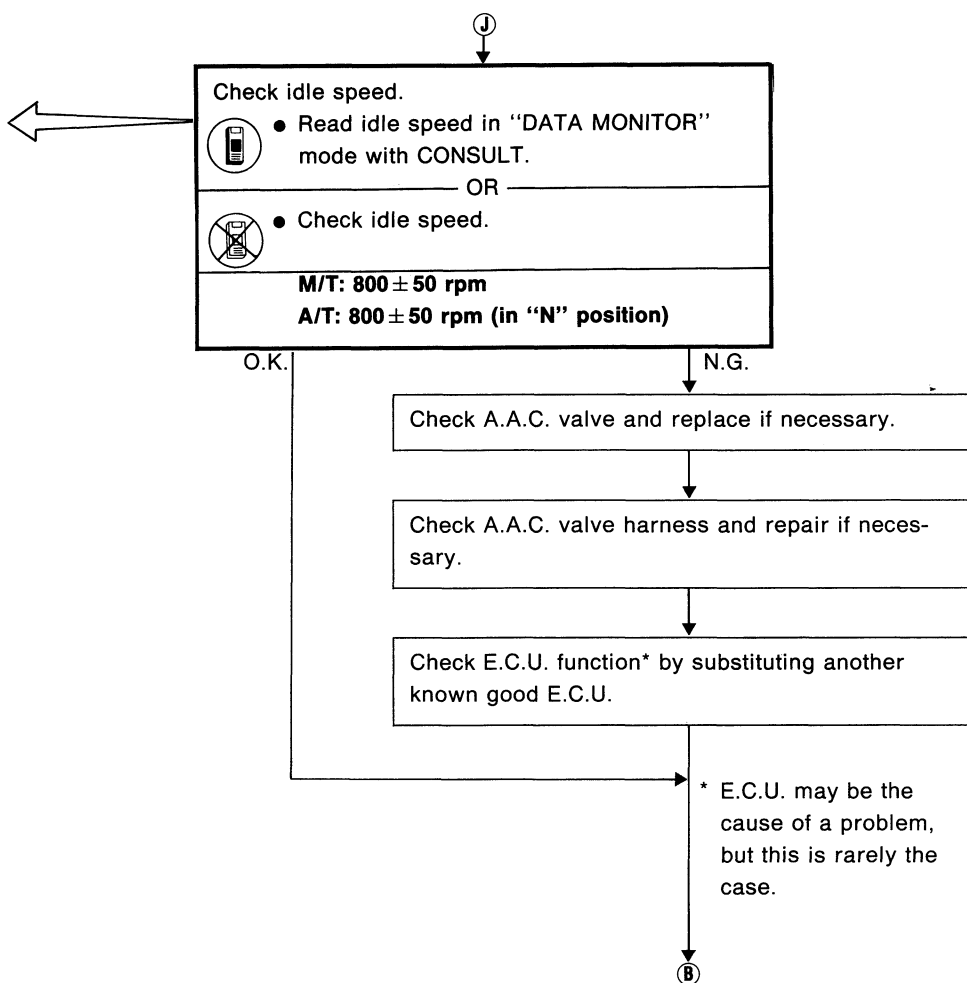 J
Check idle speed.
● Read idle speed in "DATA MONITOR"
mode with CONSULT.
OR
● Check idle speed.
M/T: 800 ± 50 rpm
A/T: 800 ± 50 rpm (in "N" position)
O.K.
N.G.
Check A.A.C. valve and replace if necessary.
Check A.A.C. valve harness and repair if neces-
sary.
Check E.C.U. function* by substituting another
known good E.C.U.
* E.C.U. may be the
cause of a problem,
but this is rarely the
case.
B